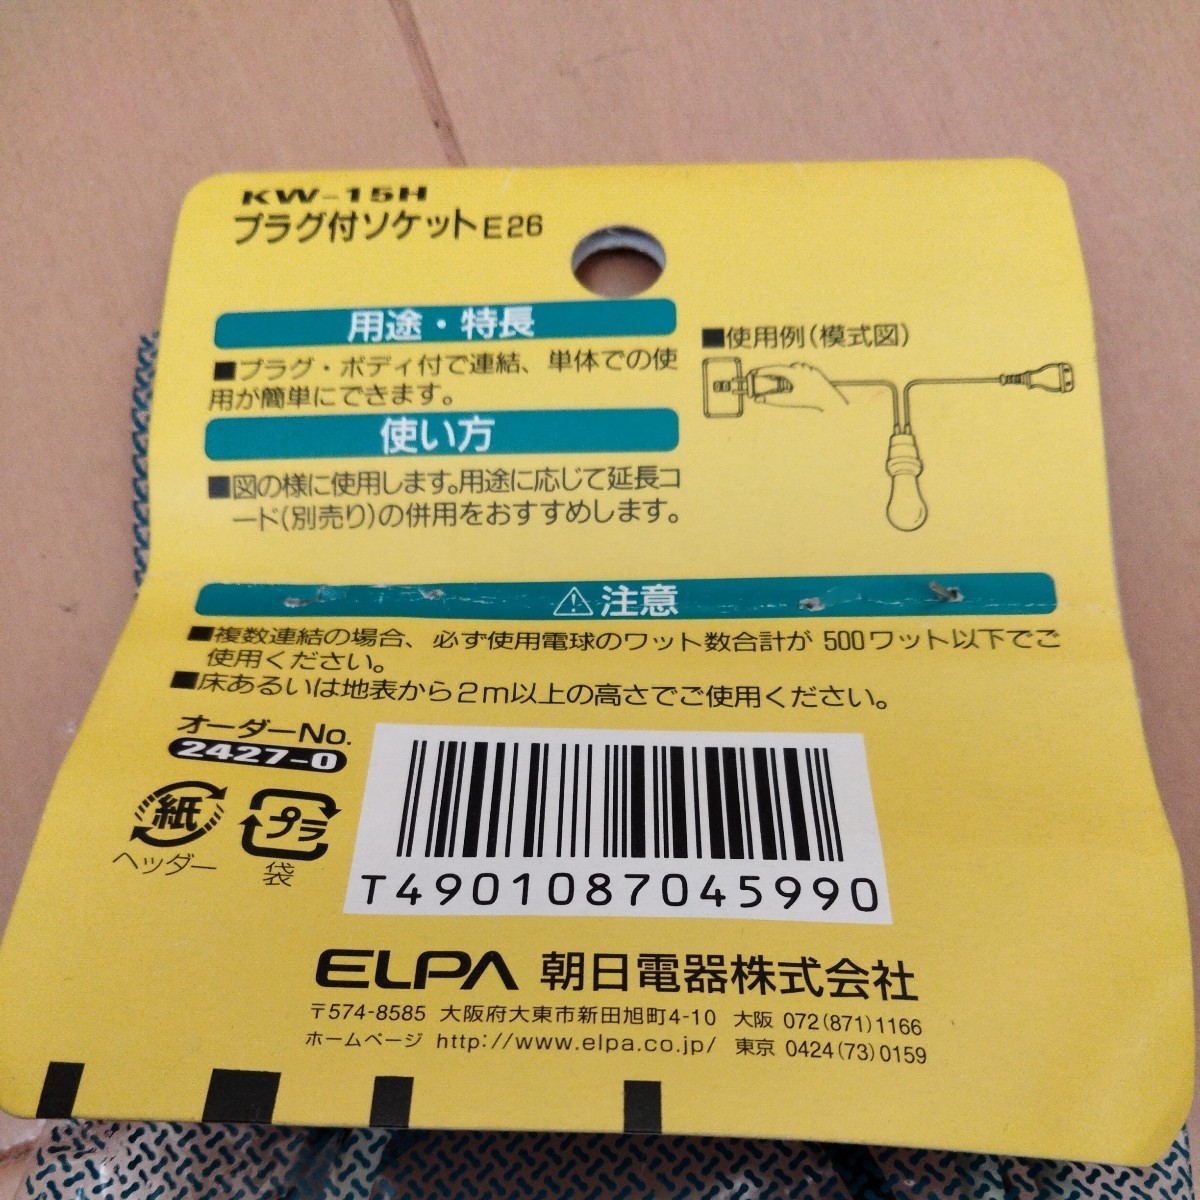 KW-15H
プラグ付ソケットE26
用途・特長
■プラグ・ボディ付で連結、単体での使
用が簡単にできます。
■使用例(模式図)
使い方
■図の様に使用します。用途に応じて延長コ
ード(別売り)の併用をおすすめします。
⚠注意
■複数連結の場合、必ず使用電球のワット数合計が 500ワット以下でご
使用ください。
■床あるいは地表から2m以上の高さでご使用ください。
オーダーNo.
2427-0
紙
ヘッダー
プラ
袋
T4901087045990
ELPA 朝日電器株式会社
〒574-8585 大阪府大東市新田旭町4-10 大阪 072(871)1166
ホームページ http://www.elpa.co.jp/ 東京 0424(73)0159